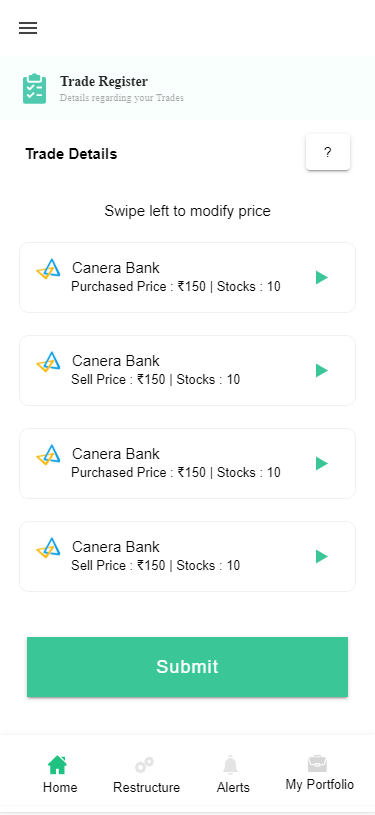 Trade Register
Details regarding your Trades
Trade Details
?
Swipe left to modify price
Canera Bank
Purchased Price : ₹150 | Stocks : 10
Canera Bank
Sell Price : ₹150 | Stocks : 10
Canera Bank
Purchased Price : ₹150 | Stocks : 10
Canera Bank
Sell Price : ₹150 | Stocks : 10
Submit
Home
Restructure
Alerts
My Portfolio